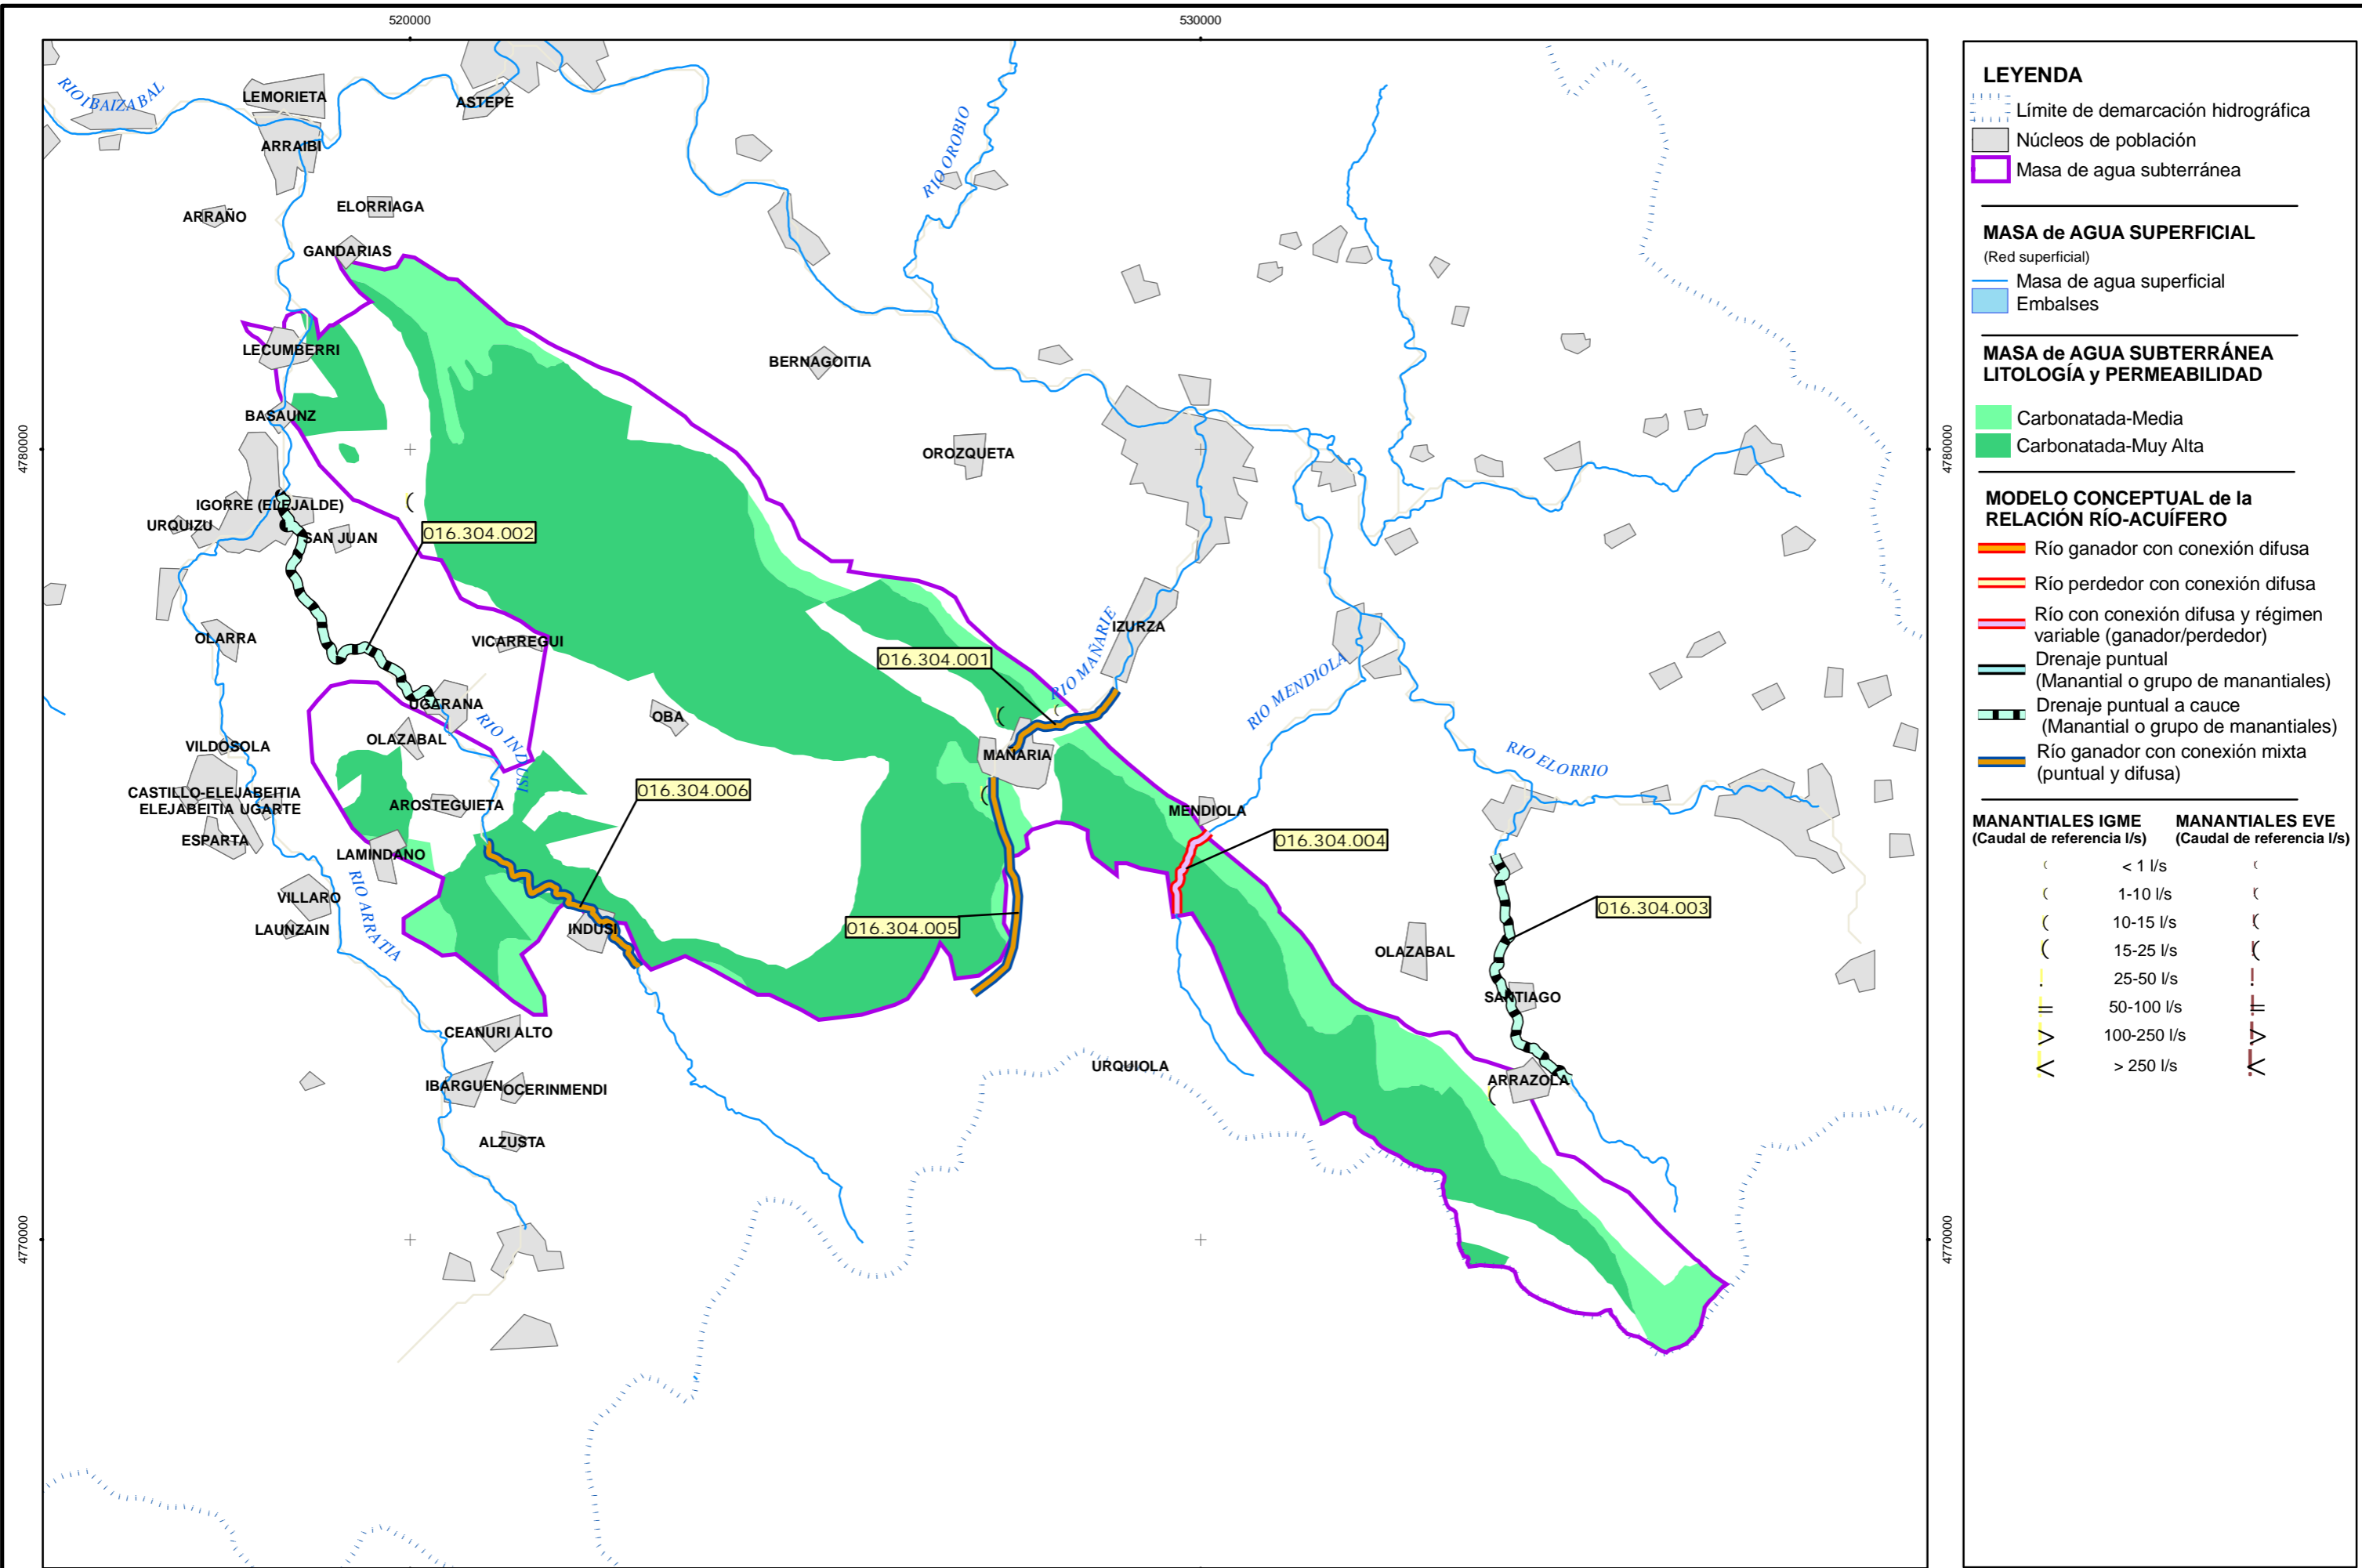 520000
530000
4780000
4770000
4780000
4770000
RIO IBAIZABAL
LEMORIETA
ASTEPE
ARRAIBI
RIO OROBIO
ARRAÑO
ELORRIAGA
GANDARIAS
LECUMBERRI
BERNAGOITIA
BASAUNZ
OROZQUETA
IGORRE (ELEJALDE)
URQUIZU
SAN JUAN
016.304.002
OLARRA
VICARREGUI
IZURZA
016.304.001
RIO MAÑARIE
RIO MENDIOLA
UGARANA
OBA
RIO INDUSI
OLAZABAL
VILDOSOLA
MAÑARIA
RIO ELORRIO
CASTILLO-ELEJABEITIA
ELEJABEITIA UGARTE
AROSTEGUIETA
016.304.006
MENDIOLA
ESPARTA
LAMINDANO
016.304.004
VILLARO
RIO ARRATIA
016.304.003
LAUNZAIN
INDUSI
016.304.005
OLAZABAL
SANTIAGO
CEANURI ALTO
URQUIOLA
IBARGUEN
OCERINMENDI
ARRAZOLA
ALZUSTA
LEYENDA
Límite de demarcación hidrográfica
Núcleos de población
Masa de agua subterránea
MASA de AGUA SUPERFICIAL
(Red superficial)
Masa de agua superficial
Embalses
MASA de AGUA SUBTERRÁNEA
LITOLOGÍA y PERMEABILIDAD
Carbonatada-Media
Carbonatada-Muy Alta
MODELO CONCEPTUAL de la
RELACIÓN RÍO-ACUÍFERO
Río ganador con conexión difusa
Río perdedor con conexión difusa
Río con conexión difusa y régimen
variable (ganador/perdedor)
Drenaje puntual
(Manantial o grupo de manantiales)
Drenaje puntual a cauce
(Manantial o grupo de manantiales)
Río ganador con conexión mixta
(puntual y difusa)
MANANTIALES IGME MANANTIALES EVE
(Caudal de referencia l/s) (Caudal de referencia l/s)
< 1 l/s
1-10 l/s
10-15 l/s
15-25 l/s
25-50 l/s
50-100 l/s
100-250 l/s
> 250 l/s